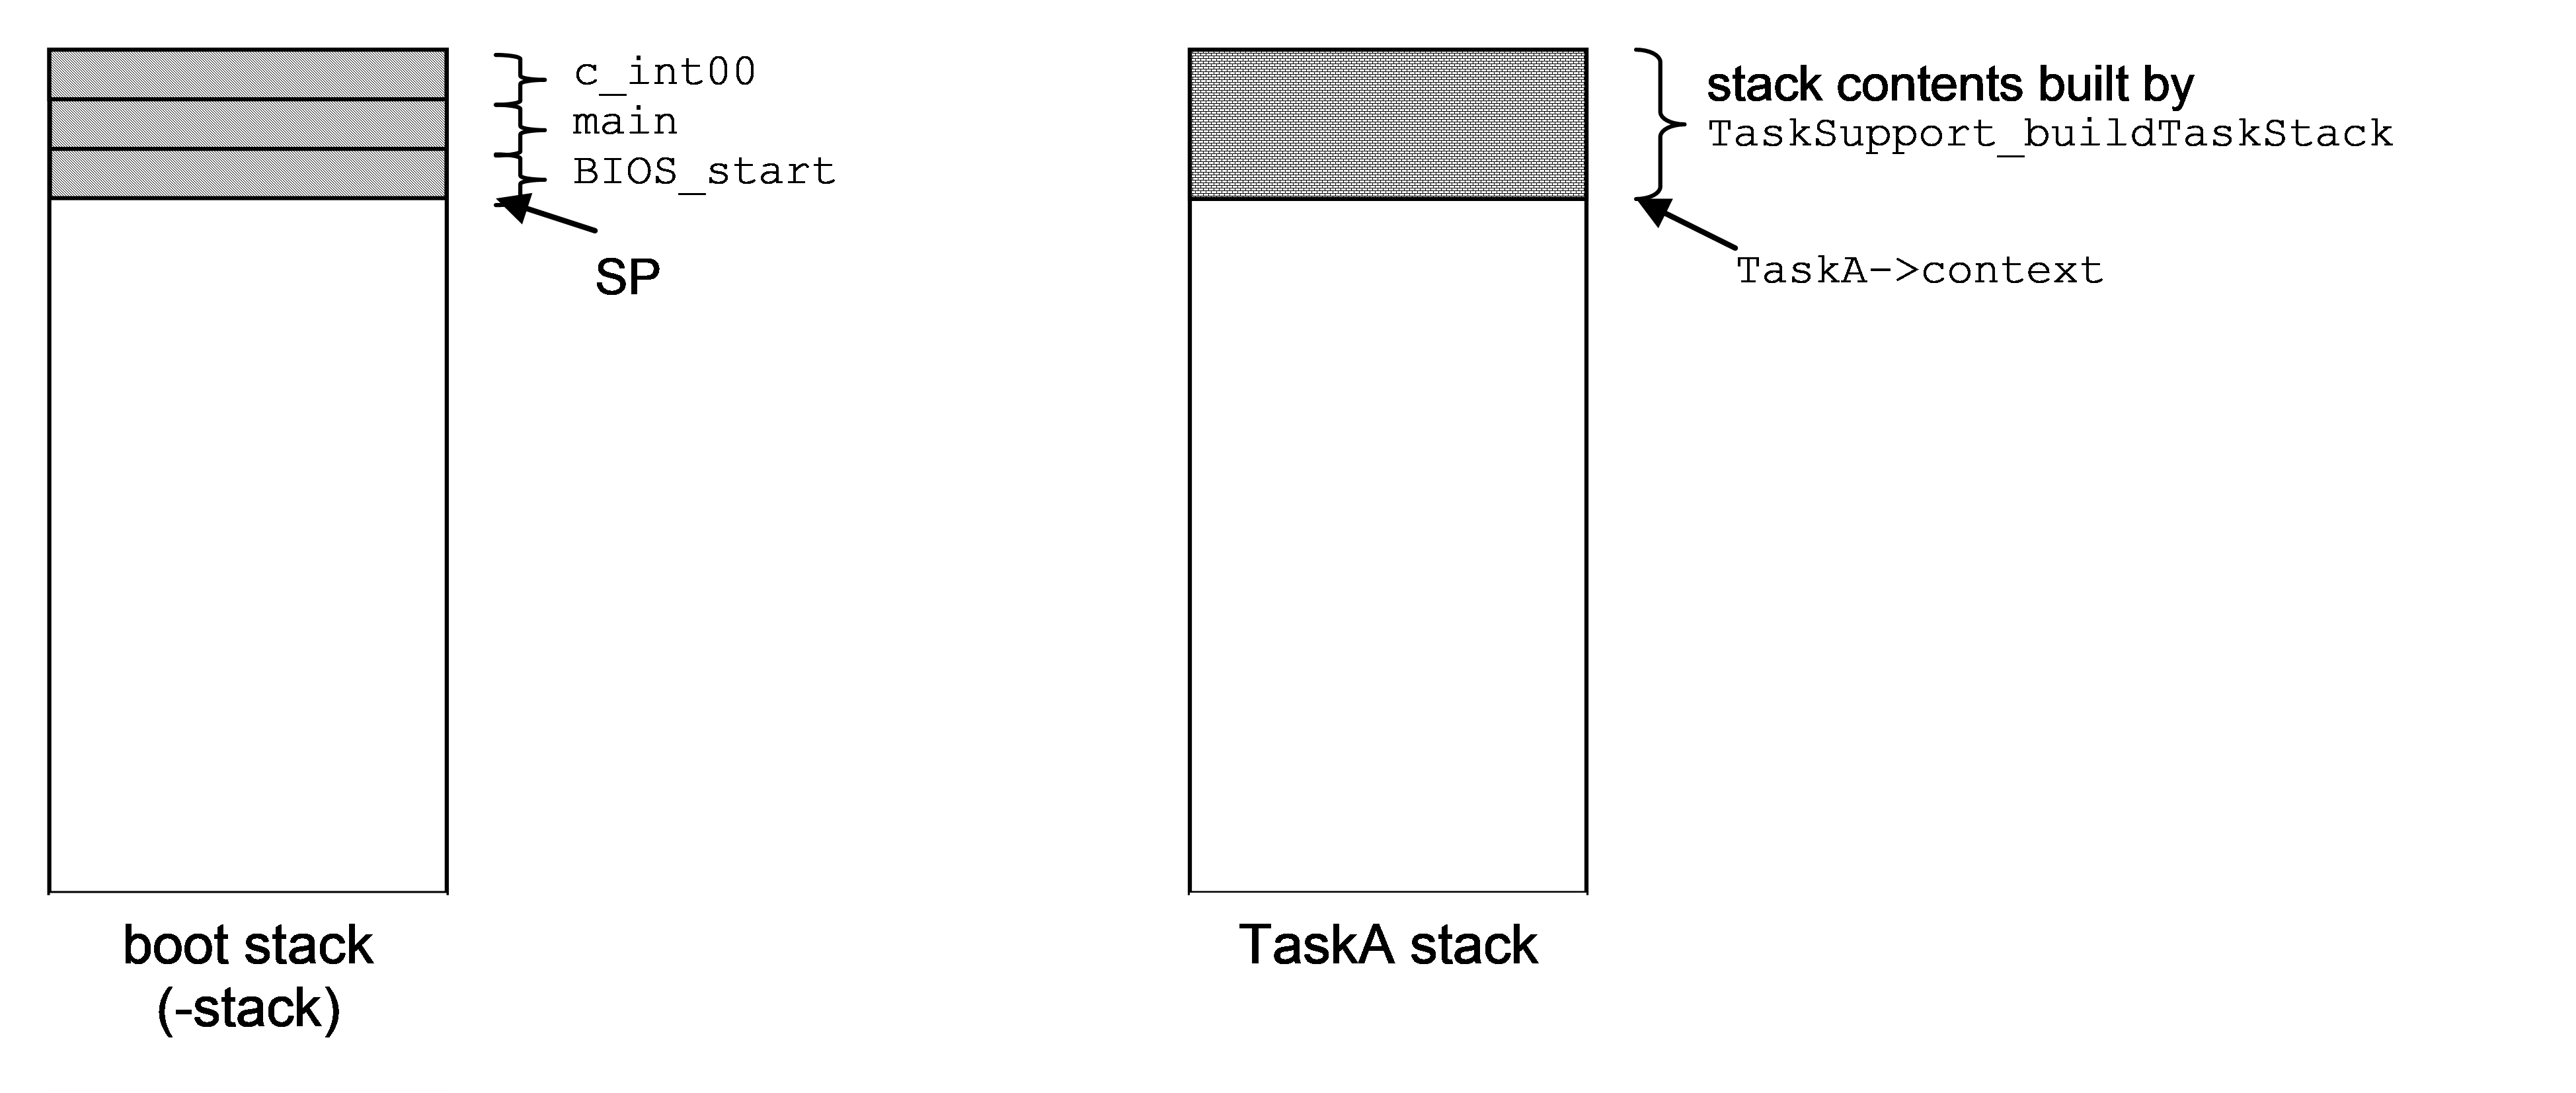 c_int00
main
BIOS_start
SP
boot stack
(-stack)
stack contents built by
TaskSupport_buildTaskStack
TaskA->context
TaskA stack